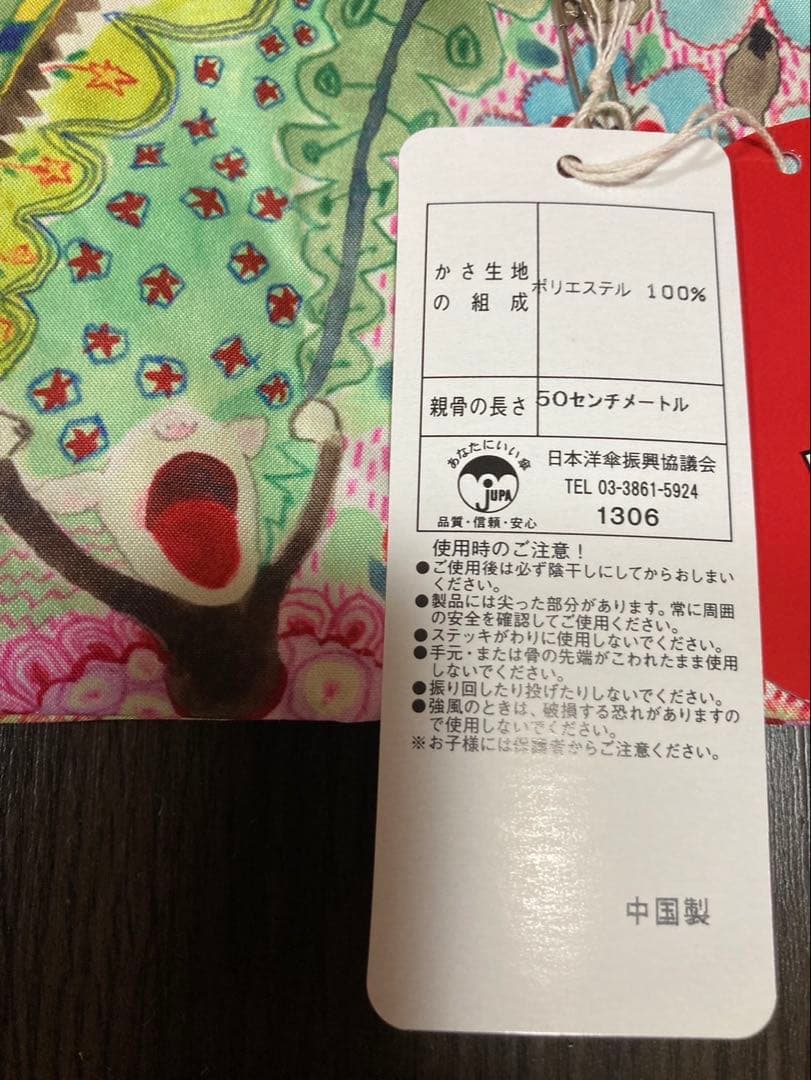 かさ生地
の組成
ポリエステル 100%
親骨の長さ
50センチメートル
あなたにいい傘
JUPA
品質・信頼・安心
日本洋傘振興協議会
TEL 03-3861-5924
1306
使用時のご注意！
●ご使用後は必ず陰干しにしてからおしまい
ください。
●製品には尖った部分があります。常に周囲
の安全を確認してご使用ください。
●ステッキがわりに使用しないでください。
●手元・または骨の先端がこわれたまま使用
しないでください。
●振り回したり投げたりしないでください。
●強風のときは、破損する恐れがありますの
で使用しないでください。
※お子様には保護者からご注意ください。
中国製